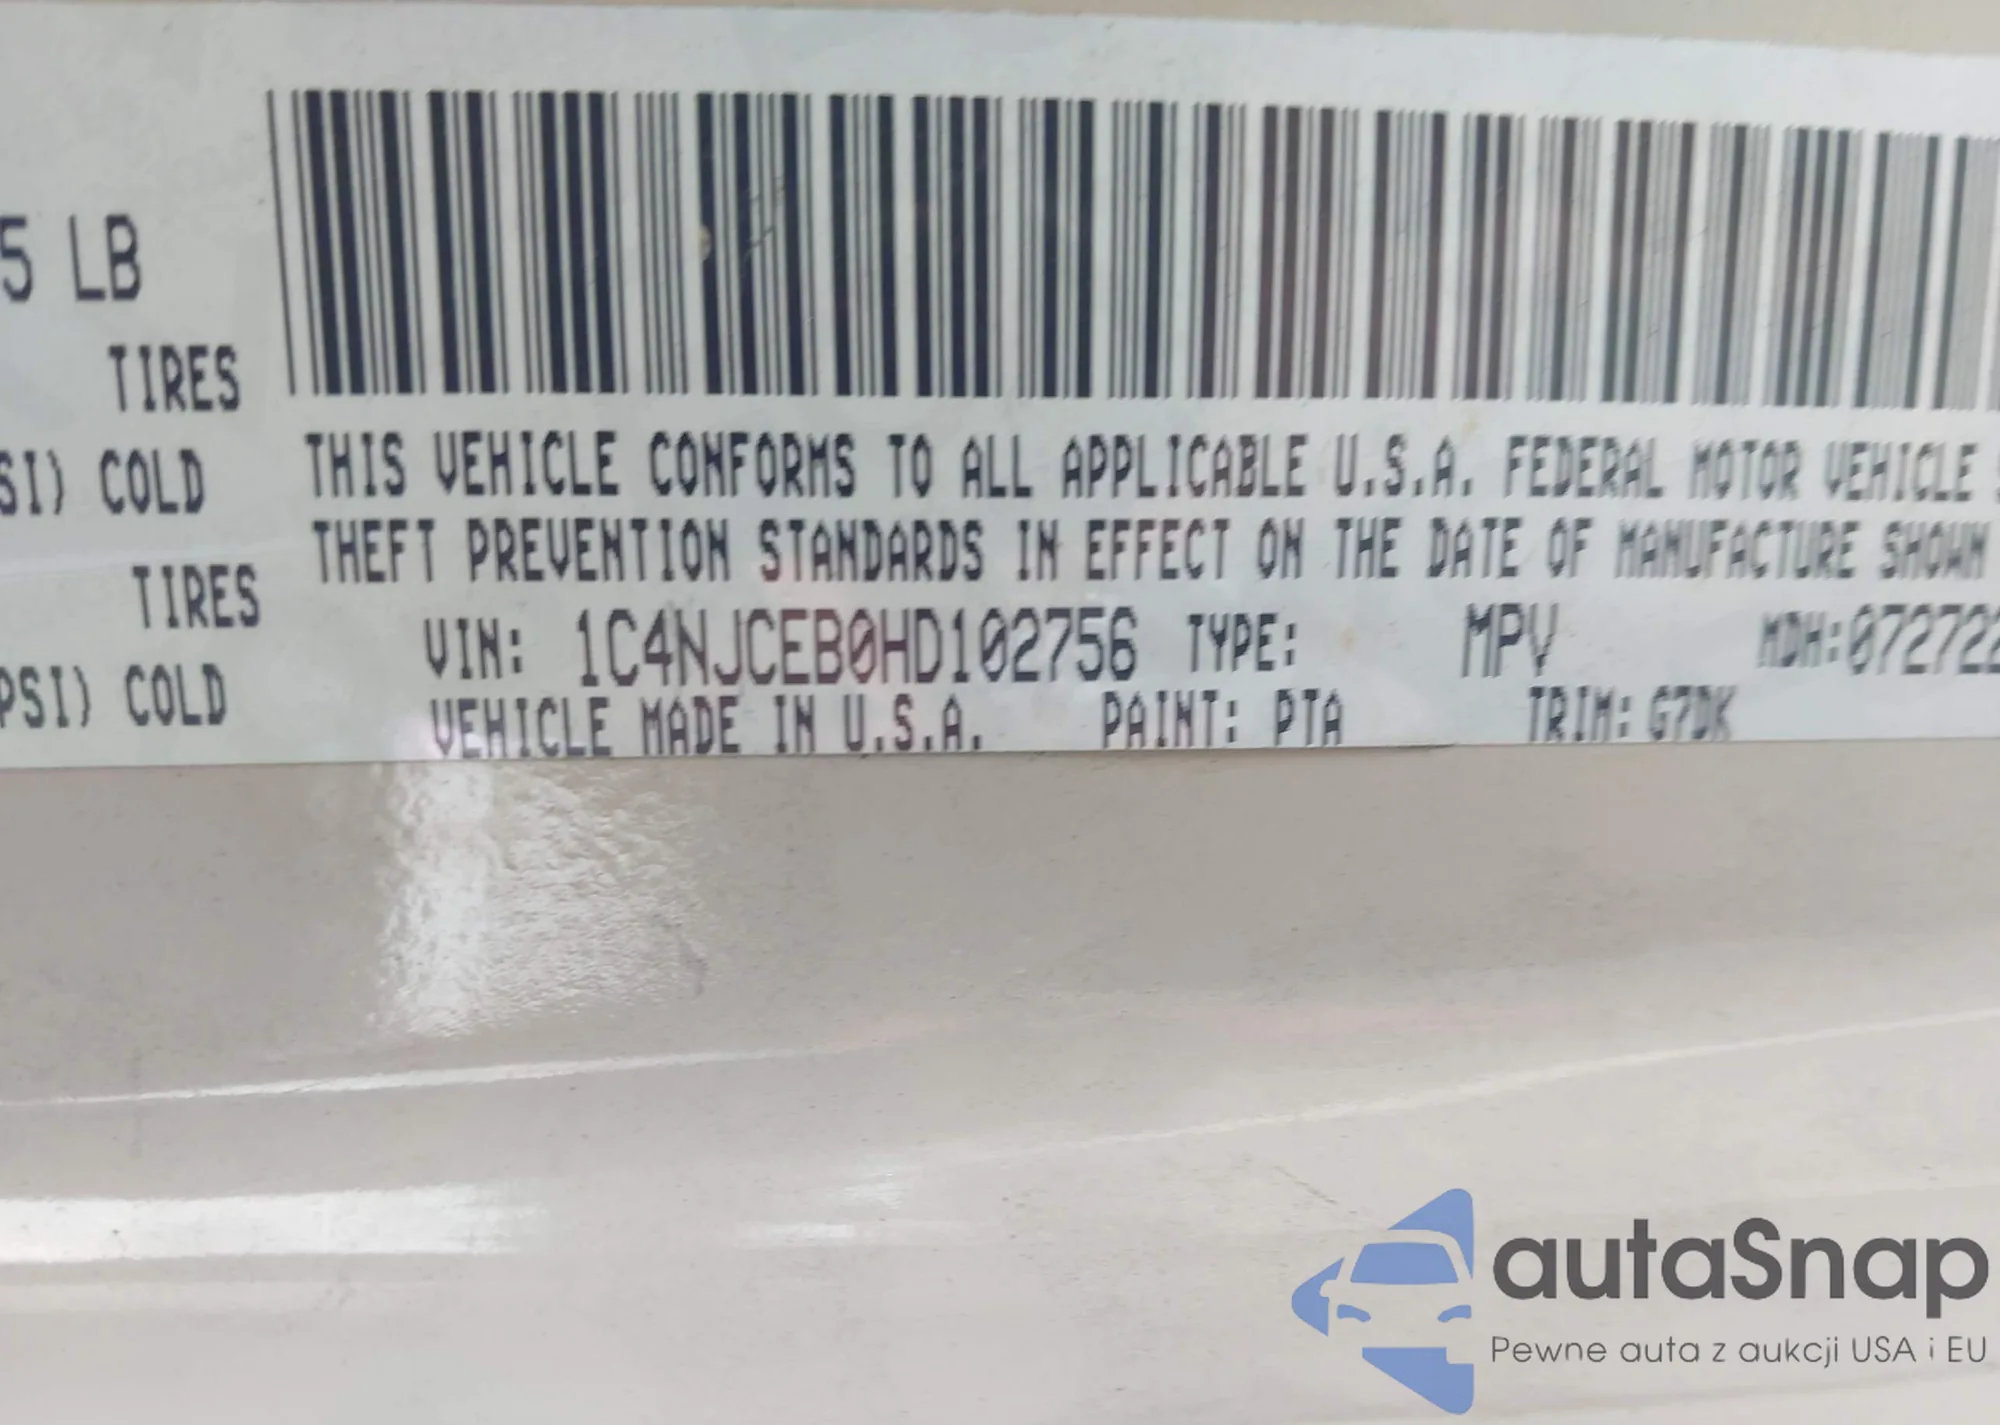 5 LB
TIRES
SI) COLD
TIRES
PSI) COLD
THIS VEHICLE CONFORMS TO ALL APPLICABLE U.S.A. FEDERAL MOTOR VEHICLE
THEFT PREVENTION STANDARDS IN EFFECT ON THE DATE OF MANUFACTURE SHOWN
VIN: 1C4NJCEB0HD102756 TYPE: MPV MDH:072722
VEHICLE MADE IN U.S.A. PAINT: PTA TRIM: G7DK
autaSnap
Pewne auta z aukcji USA i EU